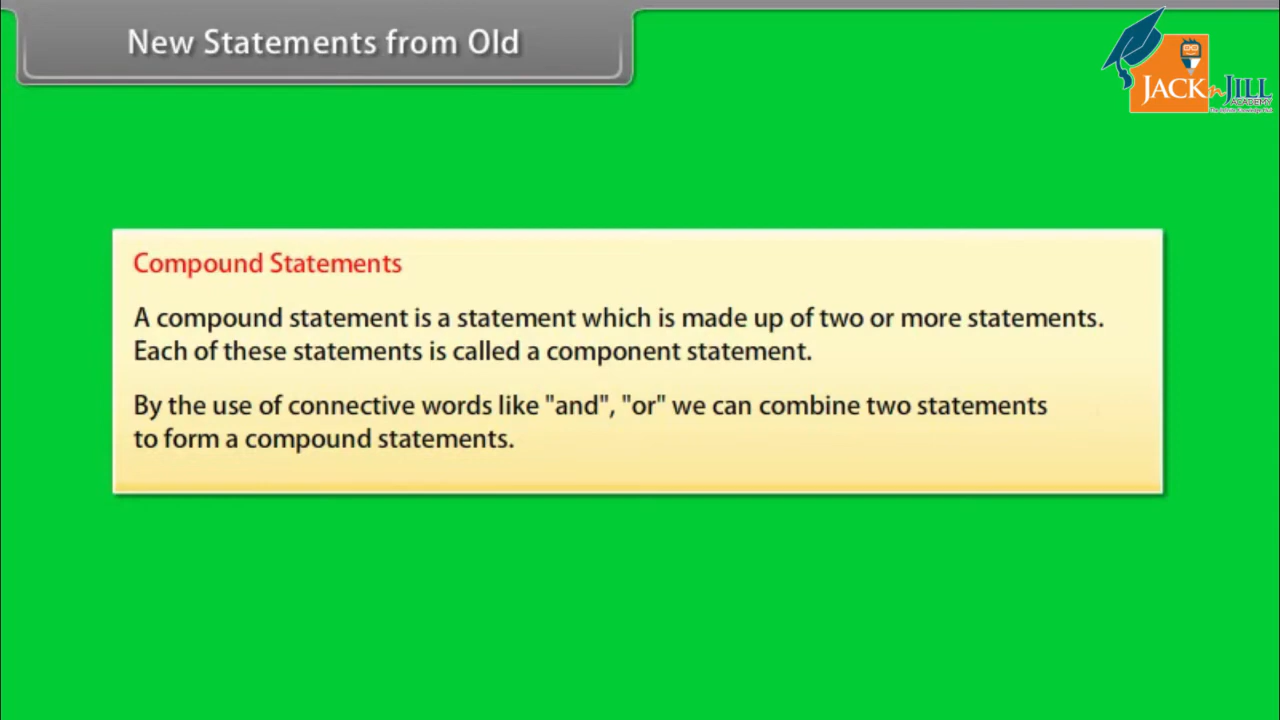 New Statements from Old
JACK n JILL
ACADEMY
Compound Statements
A compound statement is a statement which is made up of two or more statements.
Each of these statements is called a component statement.
By the use of connective words like "and", "or" we can combine two statements
to form a compound statements.